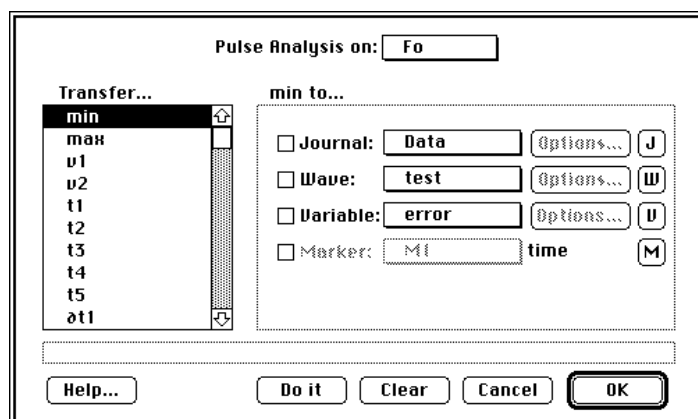 Pulse Analysis on: Fo
Transfer...
min
max
v1
v2
t1
t2
t3
t4
t5
∂t1
min to...
Journal: Data Options... J
Wave: test Options... W
Variable: error Options... V
Marker: M1 time M
Help... Do it Clear Cancel OK